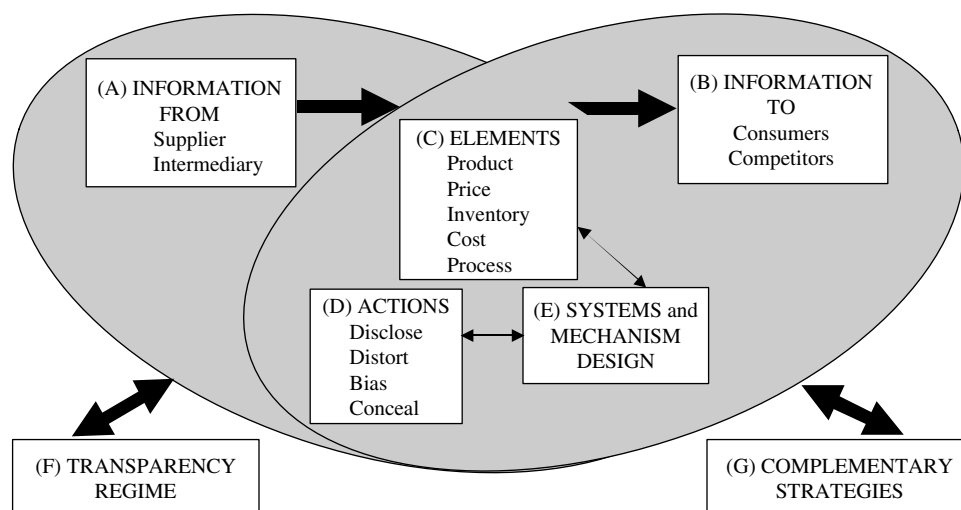 (A) INFORMATION
FROM
Supplier
Intermediary
(B) INFORMATION
TO
Consumers
Competitors
(C) ELEMENTS
Product
Price
Inventory
Cost
Process
(D) ACTIONS
Disclose
Distort
Bias
Conceal
(E) SYSTEMS and
MECHANISM
DESIGN
(F) TRANSPARENCY
REGIME
(G) COMPLEMENTARY
STRATEGIES